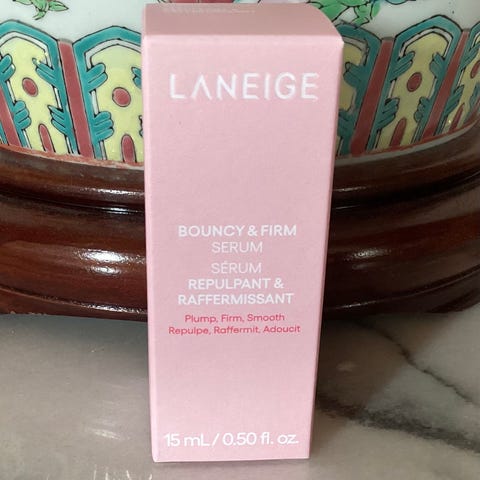 LANEIGE
BOUNCY & FIRM
SERUM
SÉRUM
REPULPANT &
RAFFERMISSANT
Plump, Firm, Smooth
Repulpe, Raffermit, Adoucit
15 mL / 0.50 fl. oz.